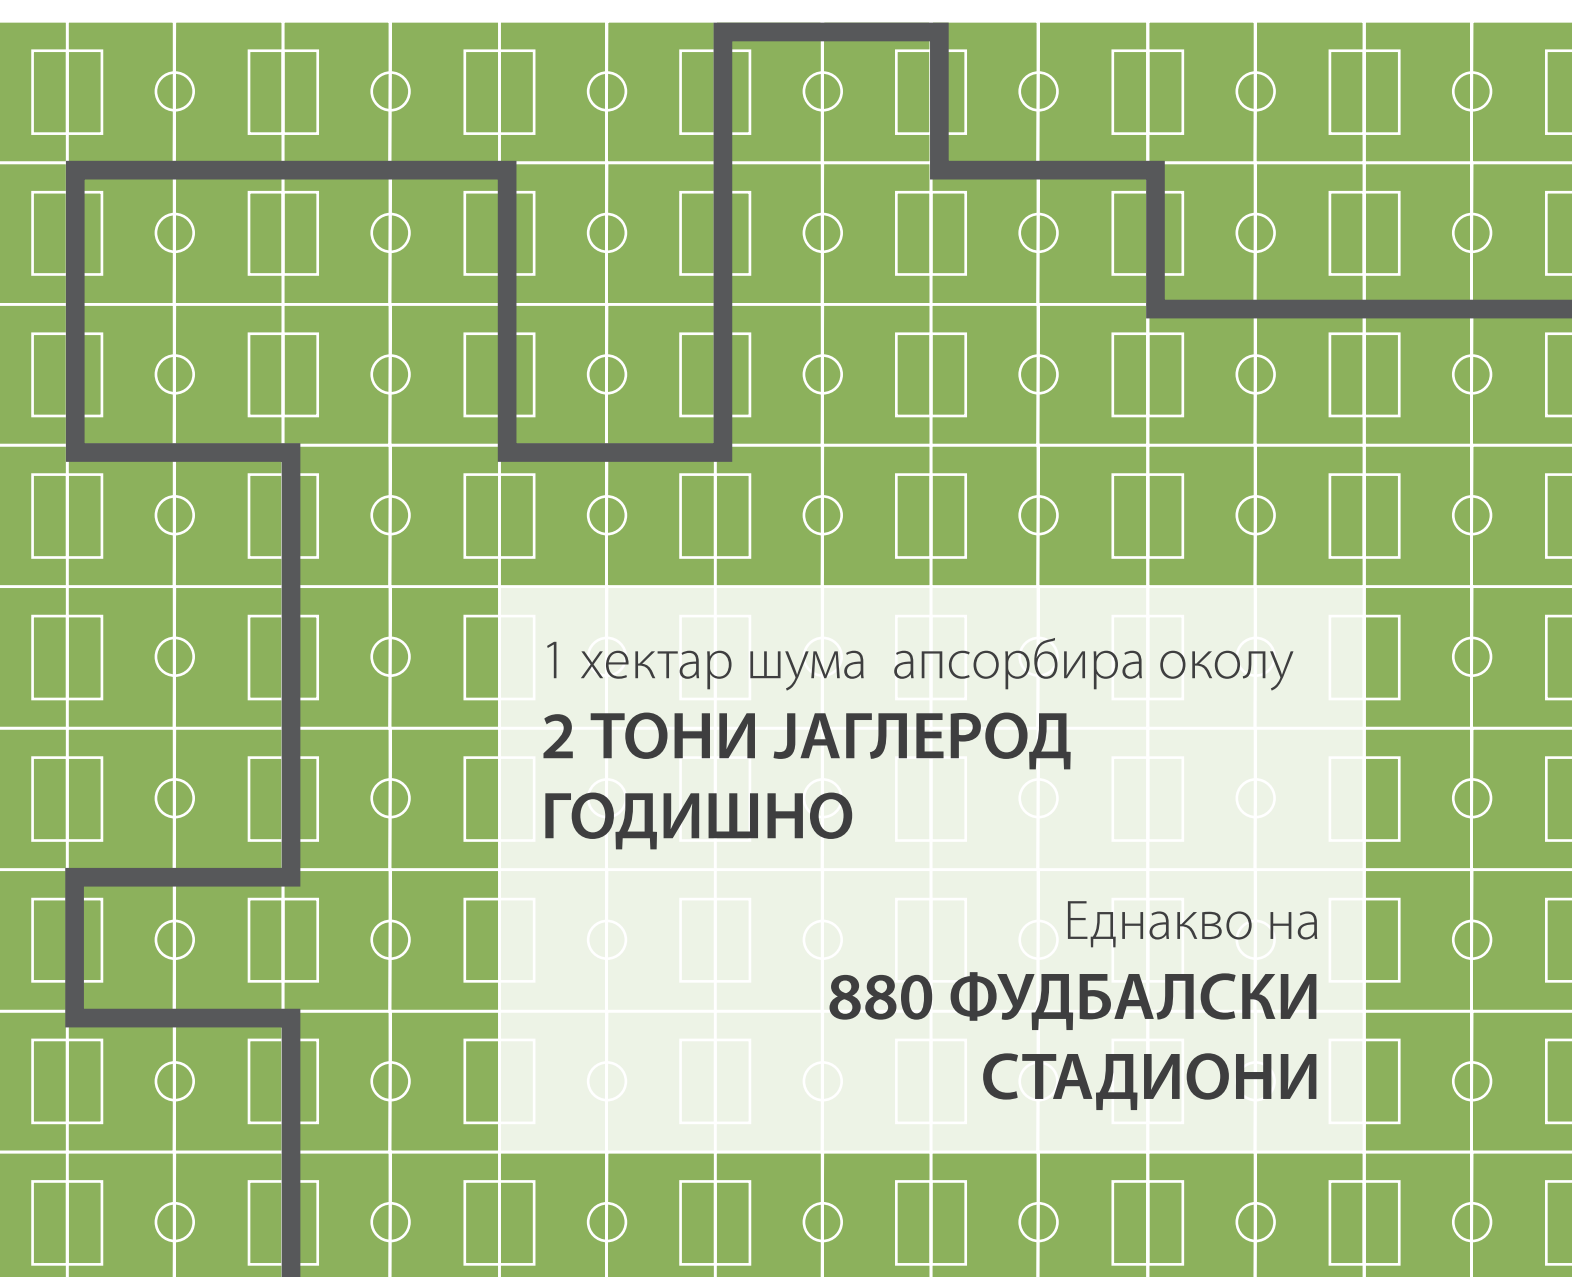 1 хектар шума апсорбира околу
2 ТОНИ ЈАГЛЕРОД
ГОДИШНО
Еднакво на
880 ФУДБАЛСКИ
СТАДИОНИ